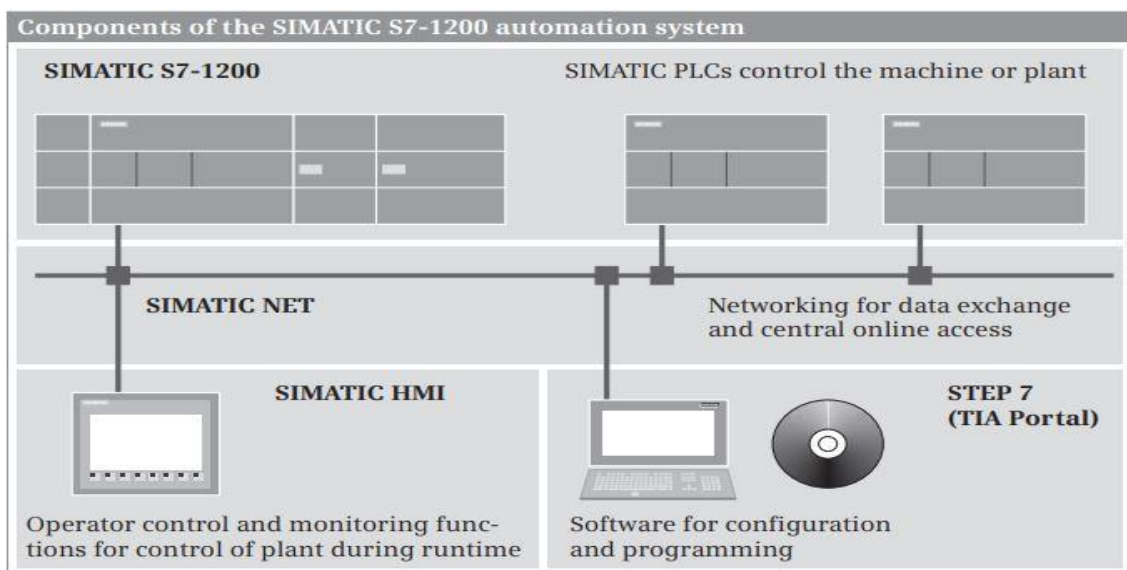 Components of the SIMATIC S7-1200 automation system
SIMATIC S7-1200
SIMATIC PLCs control the machine or plant
SIMATIC NET
Networking for data exchange
and central online access
SIMATIC HMI
Operator control and monitoring func-
tions for control of plant during runtime
STEP 7
(TIA Portal)
Software for configuration
and programming